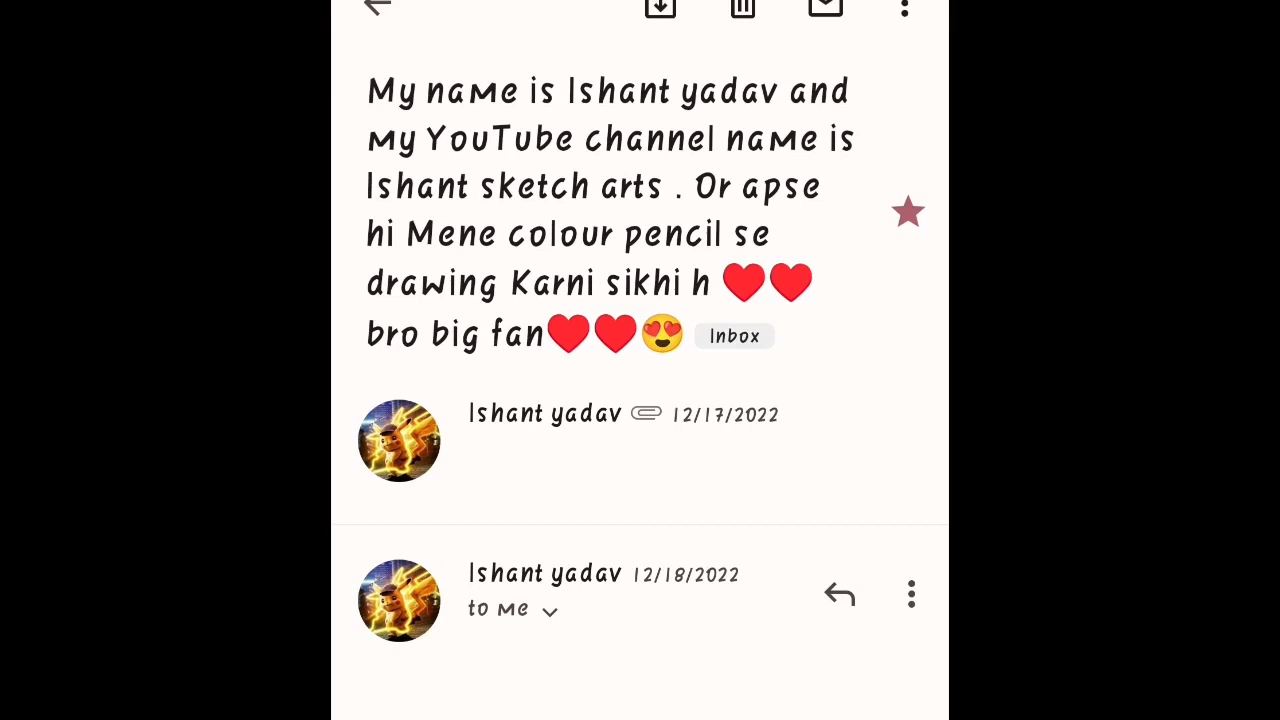 My name is Ishant yadav and
my YouTube channel name is
Ishant sketch arts . Or apse
hi Mene colour pencil se
drawing Karni sikhi h ♥️♥️
bro big fan♥️♥️😍 Inbox
Ishant yadav 12/17/2022
Ishant yadav 12/18/2022
to me